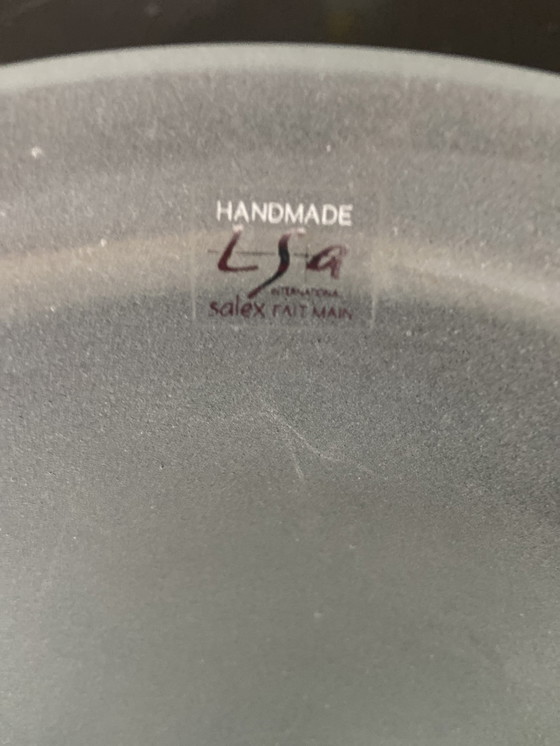 HANDMADE
LSa
INTERNATIONAL
salex FAIT MAIN